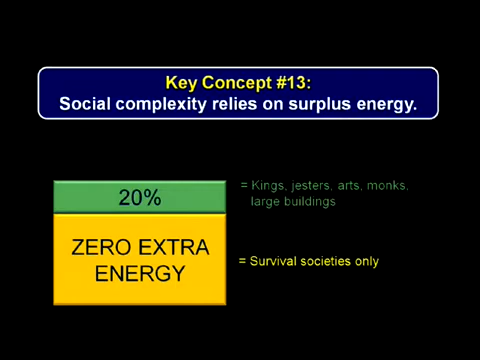 Key Concept #13:
Social complexity relies on surplus energy.
20%
= Kings, jesters, arts, monks,
large buildings
ZERO EXTRA
ENERGY
= Survival societies only